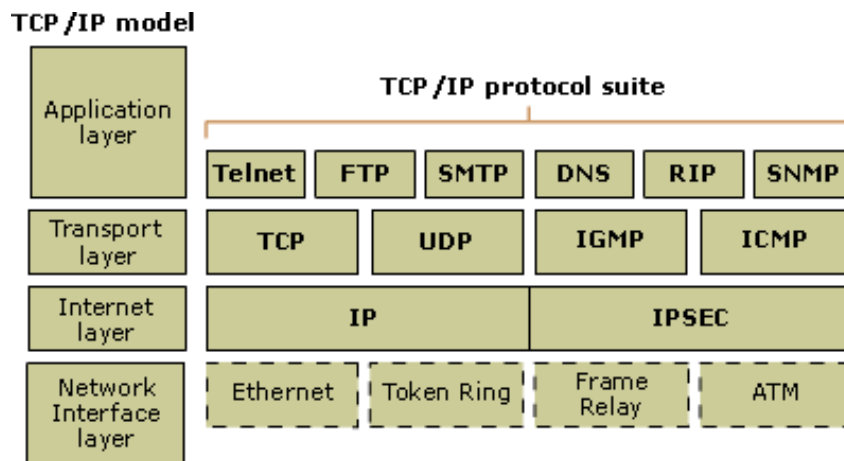 TCP/IP model
TCP/IP protocol suite
Application
layer
Telnet FTP SMTP DNS RIP SNMP
Transport
layer
TCP UDP IGMP ICMP
Internet
layer
IP IPSEC
Network
Interface
layer
Ethernet Token Ring Frame
Relay ATM